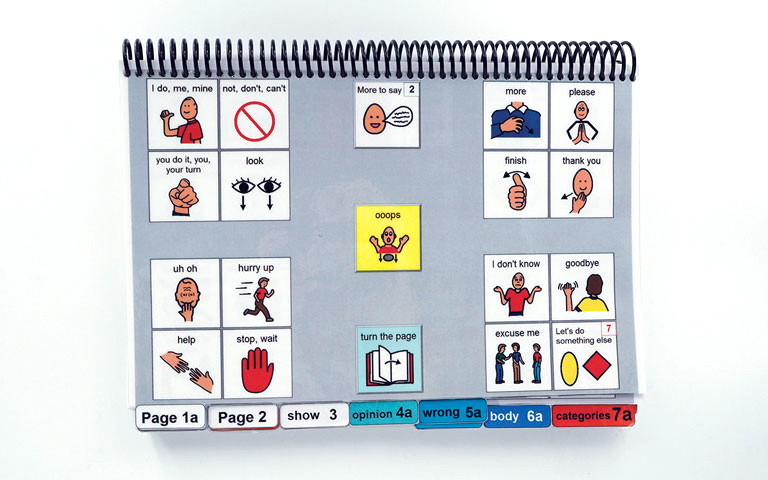 I do, me, mine
not, don't, can't
you do it, you,
your turn
look
More to say 2
more
please
finish
thank you
ooops
uh oh
hurry up
help
stop, wait
turn the page
I don't know
goodbye
excuse me
Let's do 7
something else
Page 1a
Page 2
show 3
opinion 4a
wrong 5a
body 6a
categories 7a